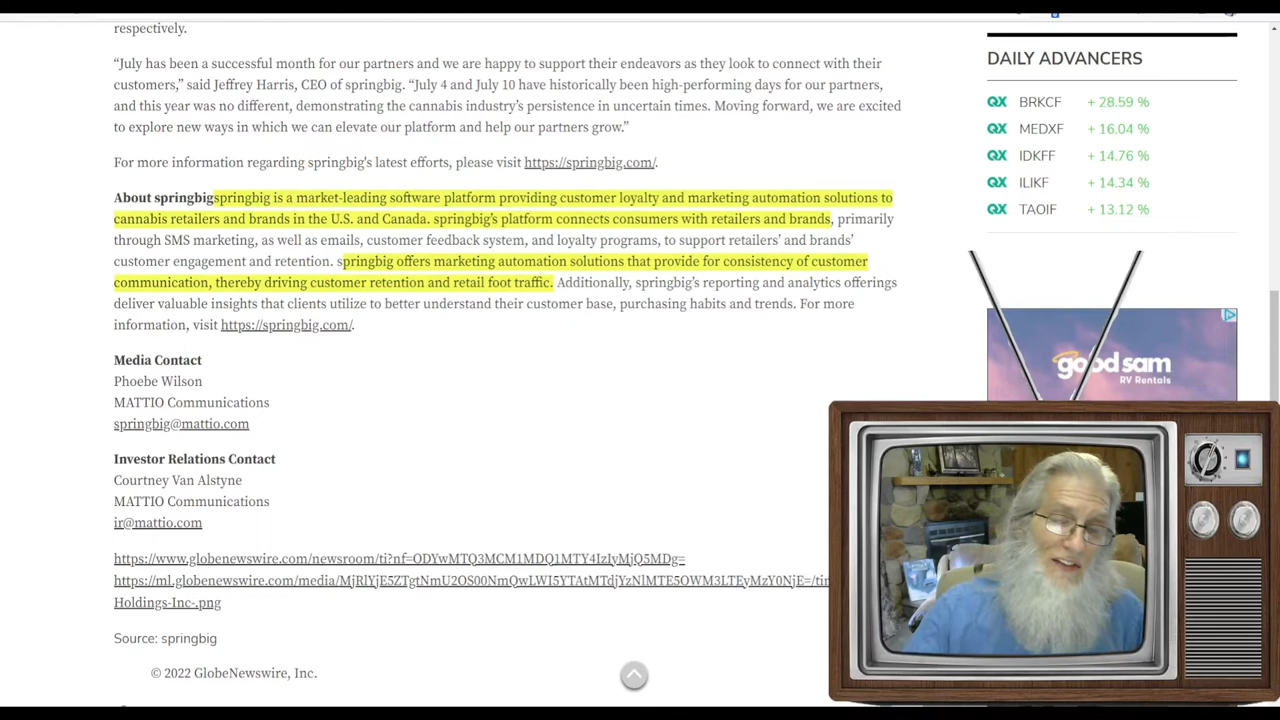 respectively.
“July has been a successful month for our partners and we are happy to support their endeavors as they look to connect with their
customers,” said Jeffrey Harris, CEO of springbig. “July 4 and July 10 have historically been high-performing days for our partners,
and this year was no different, demonstrating the cannabis industry’s persistence in uncertain times. Moving forward, we are excited
to explore new ways in which we can elevate our platform and help our partners grow.”
For more information regarding springbig's latest efforts, please visit https://springbig.com/.
About springbigspringbig is a market-leading software platform providing customer loyalty and marketing automation solutions to
cannabis retailers and brands in the U.S. and Canada. springbig’s platform connects consumers with retailers and brands, primarily
through SMS marketing, as well as emails, customer feedback system, and loyalty programs, to support retailers’ and brands’
customer engagement and retention. springbig offers marketing automation solutions that provide for consistency of customer
communication, thereby driving customer retention and retail foot traffic. Additionally, springbig’s reporting and analytics offerings
deliver valuable insights that clients utilize to better understand their customer base, purchasing habits and trends. For more
information, visit https://springbig.com/.
Media Contact
Phoebe Wilson
MATTIO Communications
springbig@mattio.com
Investor Relations Contact
Courtney Van Alstyne
MATTIO Communications
ir@mattio.com
https://www.globenewswire.com/newsroom/ti?nf=ODYwMTQ3MCM1MDQ1MTY4IzIyMjQ5MDg=
Holdings-Inc-.png
Source: springbig
© 2022 GlobeNewswire, Inc.
DAILY ADVANCERS
QX BRKCF + 28.59 %
QX MEDXF + 16.04 %
QX IDKFF + 14.76 %
QX ILIKF + 14.34 %
QX TAOIF + 13.12 %
good sam
RV Rentals